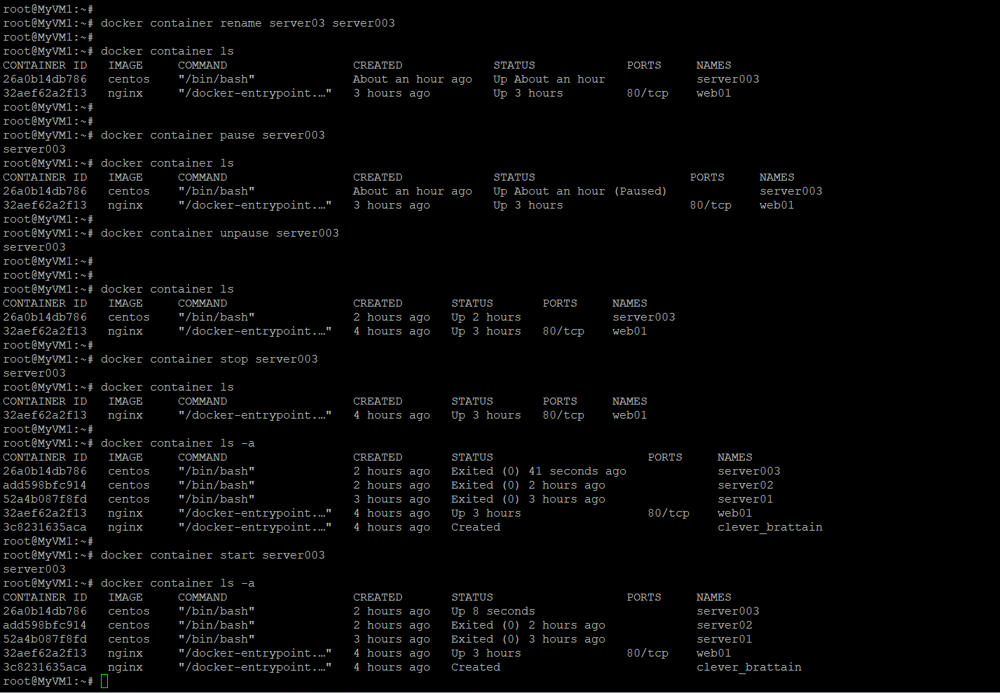 root@MyVM1:~#
root@MyVM1:~# docker container rename server03 server003
root@MyVM1:~#
root@MyVM1:~# docker container ls
CONTAINER ID   IMAGE     COMMAND                  CREATED             STATUS             PORTS     NAMES
26a0b14db786   centos    "/bin/bash"              About an hour ago   Up About an hour             server003
32aef62a2f13   nginx     "/docker-entrypoint.…"   3 hours ago         Up 3 hours         80/tcp    web01
root@MyVM1:~#
root@MyVM1:~#
root@MyVM1:~# docker container pause server003
server003
root@MyVM1:~# docker container ls
CONTAINER ID   IMAGE     COMMAND                  CREATED             STATUS                      PORTS     NAMES
26a0b14db786   centos    "/bin/bash"              About an hour ago   Up About an hour (Paused)             server003
32aef62a2f13   nginx     "/docker-entrypoint.…"   3 hours ago         Up 3 hours                  80/tcp    web01
root@MyVM1:~#
root@MyVM1:~# docker container unpause server003
server003
root@MyVM1:~#
root@MyVM1:~#
root@MyVM1:~# docker container ls
CONTAINER ID   IMAGE     COMMAND                  CREATED       STATUS       PORTS     NAMES
26a0b14db786   centos    "/bin/bash"              2 hours ago   Up 2 hours             server003
32aef62a2f13   nginx     "/docker-entrypoint.…"   4 hours ago   Up 3 hours   80/tcp    web01
root@MyVM1:~#
root@MyVM1:~# docker container stop server003
server003
root@MyVM1:~# docker container ls
CONTAINER ID   IMAGE     COMMAND                  CREATED       STATUS       PORTS     NAMES
32aef62a2f13   nginx     "/docker-entrypoint.…"   4 hours ago   Up 3 hours   80/tcp    web01
root@MyVM1:~#
root@MyVM1:~# docker container ls -a
CONTAINER ID   IMAGE     COMMAND                  CREATED       STATUS                      PORTS     NAMES
26a0b14db786   centos    "/bin/bash"              2 hours ago   Exited (0) 41 seconds ago             server003
add598bfc914   centos    "/bin/bash"              2 hours ago   Exited (0) 2 hours ago                server02
52a4b087f8fd   centos    "/bin/bash"              3 hours ago   Exited (0) 3 hours ago                server01
32aef62a2f13   nginx     "/docker-entrypoint.…"   4 hours ago   Up 3 hours                  80/tcp    web01
3c8231635aca   nginx     "/docker-entrypoint.…"   4 hours ago   Created                               clever_brattain
root@MyVM1:~#
root@MyVM1:~# docker container start server003
server003
root@MyVM1:~# docker container ls -a
CONTAINER ID   IMAGE     COMMAND                  CREATED       STATUS                   PORTS     NAMES
26a0b14db786   centos    "/bin/bash"              2 hours ago   Up 8 seconds                       server003
add598bfc914   centos    "/bin/bash"              2 hours ago   Exited (0) 2 hours ago             server02
52a4b087f8fd   centos    "/bin/bash"              3 hours ago   Exited (0) 3 hours ago             server01
32aef62a2f13   nginx     "/docker-entrypoint.…"   4 hours ago   Up 3 hours               80/tcp    web01
3c8231635aca   nginx     "/docker-entrypoint.…"   4 hours ago   Created                            clever_brattain
root@MyVM1:~#